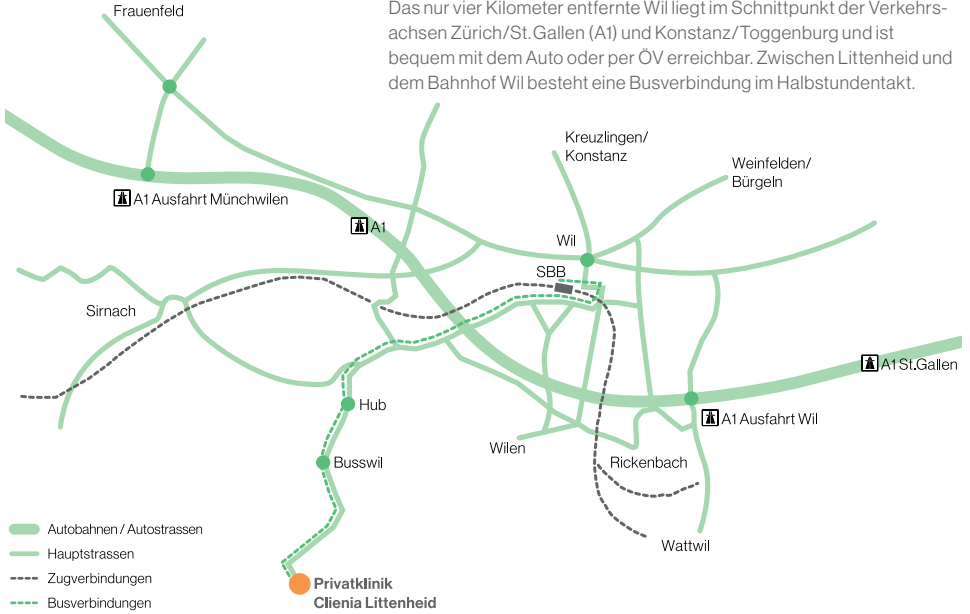 Das nur vier Kilometer entfernte Wil liegt im Schnittpunkt der Verkehrs-
achsen Zürich/St. Gallen (A1) und Konstanz/Toggenburg und ist
bequem mit dem Auto oder per ÖV erreichbar. Zwischen Littenheid und
dem Bahnhof Wil besteht eine Busverbindung im Halbstundentakt.
Frauenfeld
Kreuzlingen/
Konstanz
Weinfelden/
Bürgeln
A1 Ausfahrt Münchwilen
A1
Wil
SBB
Sirnach
A1 St. Gallen
Hub
A1 Ausfahrt Wil
Wilen
Busswil
Rickenbach
Wattwil
Autobahnen / Autostrassen
Hauptstrassen
Zugverbindungen
Busverbindungen
Privatklinik
Clienia Littenheid